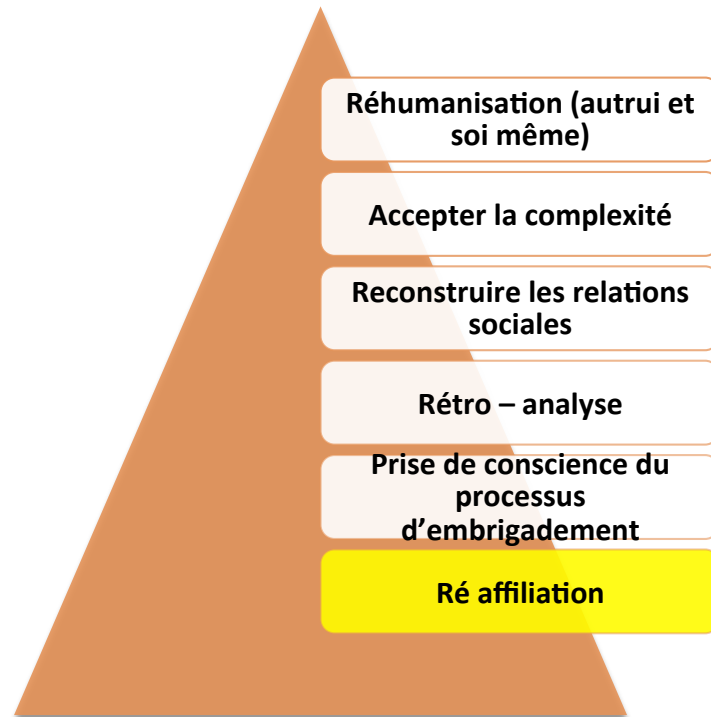 Réhumanisation (autrui et
soi même)
Accepter la complexité
Reconstruire les relations
sociales
Rétro – analyse
Prise de conscience du
processus
d’embrigadement
Ré affiliation